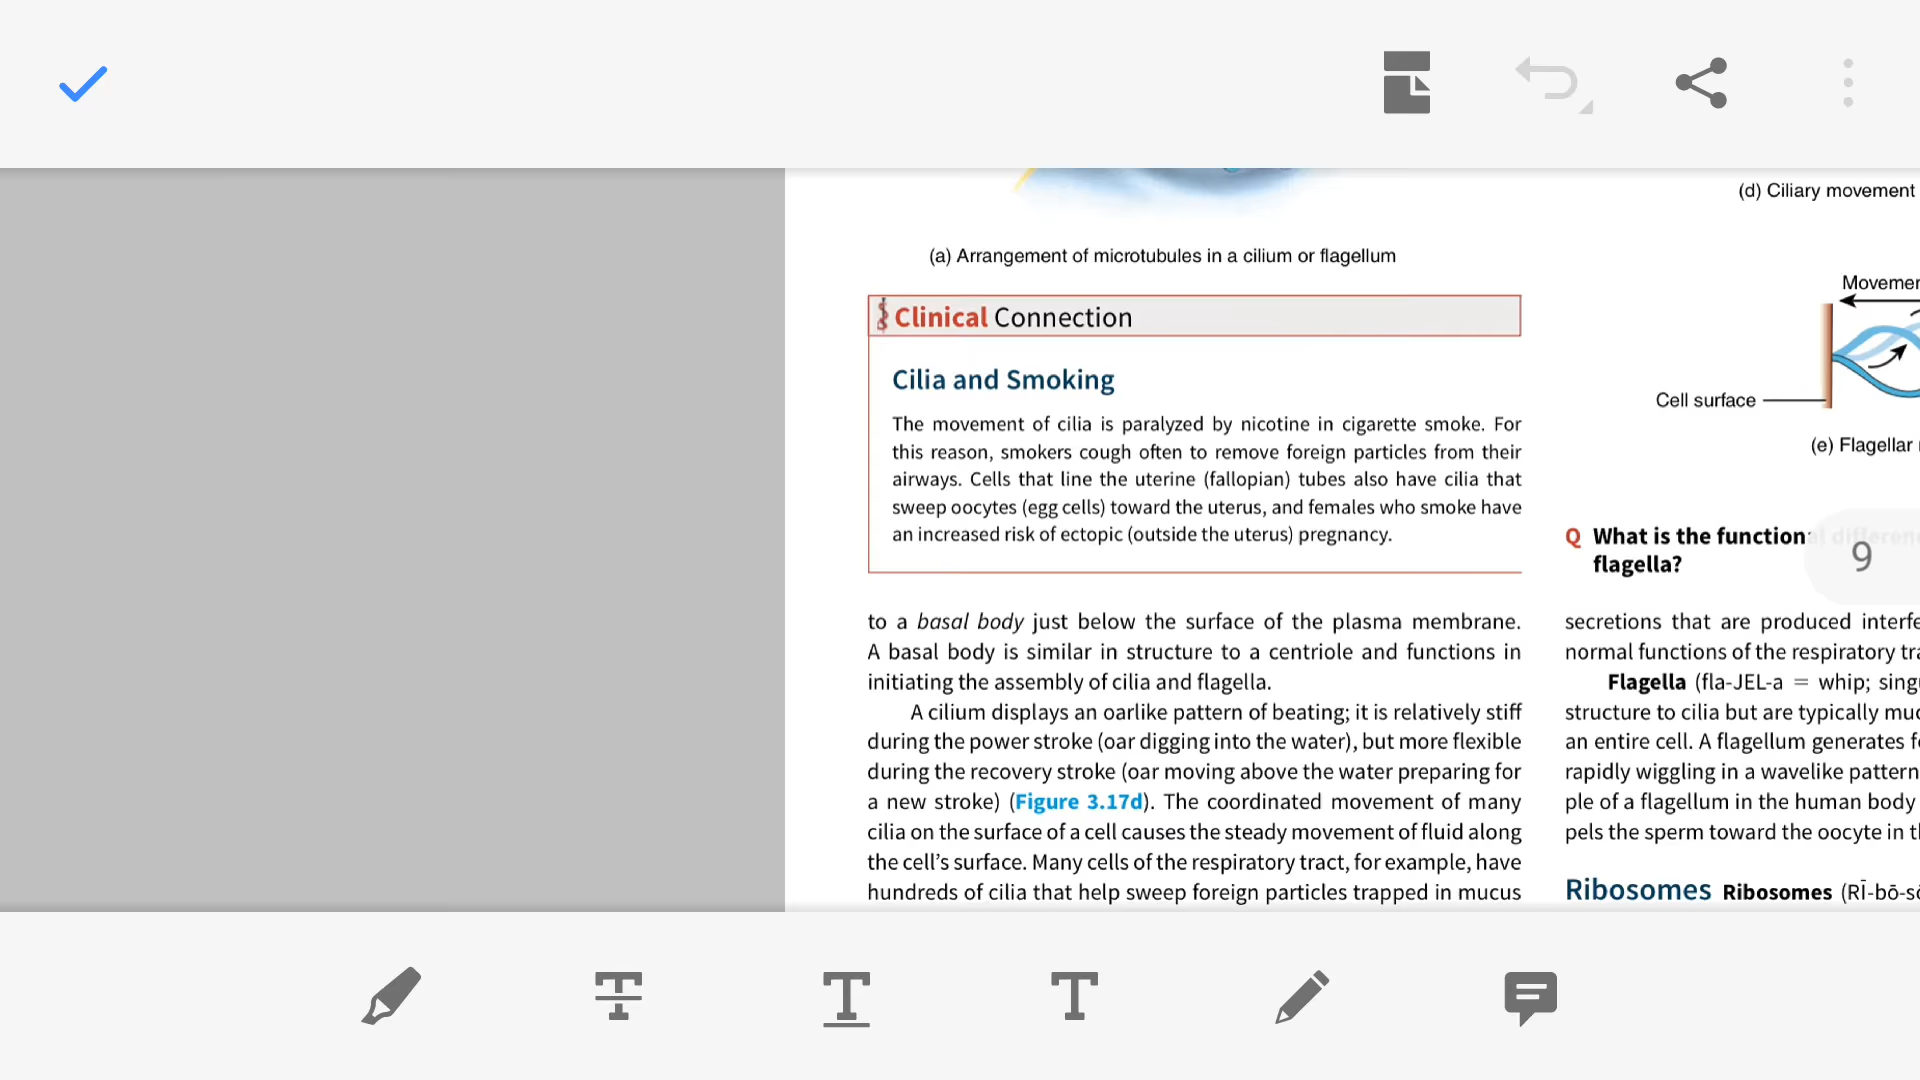 (d) Ciliary movement
(a) Arrangement of microtubules in a cilium or flagellum
Movemen
Cell surface
(e) Flagellar
Clinical Connection
Cilia and Smoking
The movement of cilia is paralyzed by nicotine in cigarette smoke. For
this reason, smokers cough often to remove foreign particles from their
airways. Cells that line the uterine (fallopian) tubes also have cilia that
sweep oocytes (egg cells) toward the uterus, and females who smoke have
an increased risk of ectopic (outside the uterus) pregnancy.
Q What is the functional differen
flagella?
9
to a basal body just below the surface of the plasma membrane.
A basal body is similar in structure to a centriole and functions in
initiating the assembly of cilia and flagella.
A cilium displays an oarlike pattern of beating; it is relatively stiff
during the power stroke (oar digging into the water), but more flexible
during the recovery stroke (oar moving above the water preparing for
a new stroke) (Figure 3.17d). The coordinated movement of many
cilia on the surface of a cell causes the steady movement of fluid along
the cell’s surface. Many cells of the respiratory tract, for example, have
hundreds of cilia that help sweep foreign particles trapped in mucus
secretions that are produced interfe
normal functions of the respiratory tra
Flagella (fla-JEL-a = whip; sing
structure to cilia but are typically muc
an entire cell. A flagellum generates f
rapidly wiggling in a wavelike pattern
ple of a flagellum in the human body
pels the sperm toward the oocyte in t
Ribosomes Ribosomes (RĪ-bō-s